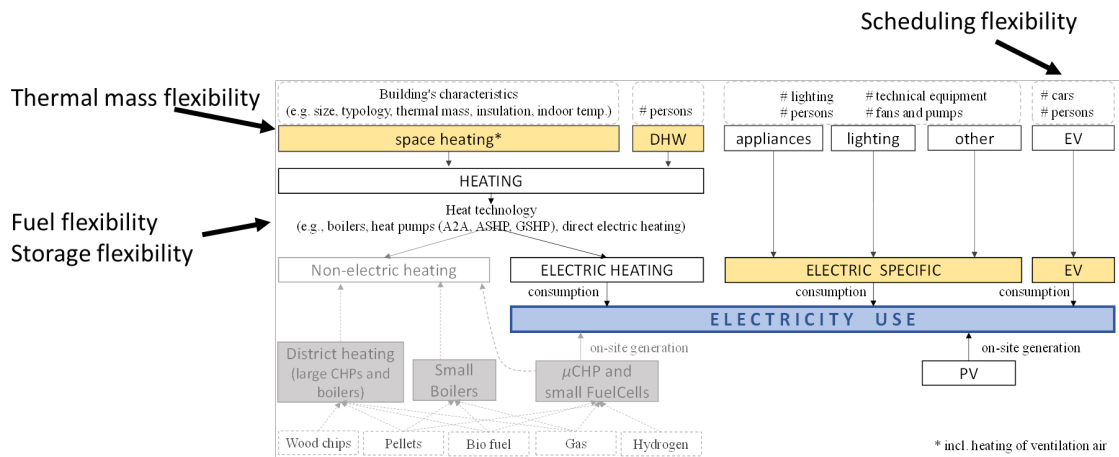 Scheduling flexibility
Thermal mass flexibility
Building's characteristics
(e.g. size, typology, thermal mass, insulation, indoor temp.)
# persons
# lighting
# persons
# technical equipment
# fans and pumps
# cars
# persons
space heating*
DHW
appliances
lighting
other
EV
HEATING
Fuel flexibility
Storage flexibility
Heat technology
(e.g., boilers, heat pumps (A2A, ASHP, GSHP), direct electric heating)
Non-electric heating
ELECTRIC HEATING
ELECTRIC SPECIFIC
EV
consumption
consumption
consumption
ELECTRICITY USE
on-site generation
on-site generation
District heating
(large CHPs and
boilers)
Small
Boilers
µCHP and
small FuelCells
PV
Wood chips
Pellets
Bio fuel
Gas
Hydrogen
* incl. heating of ventilation air